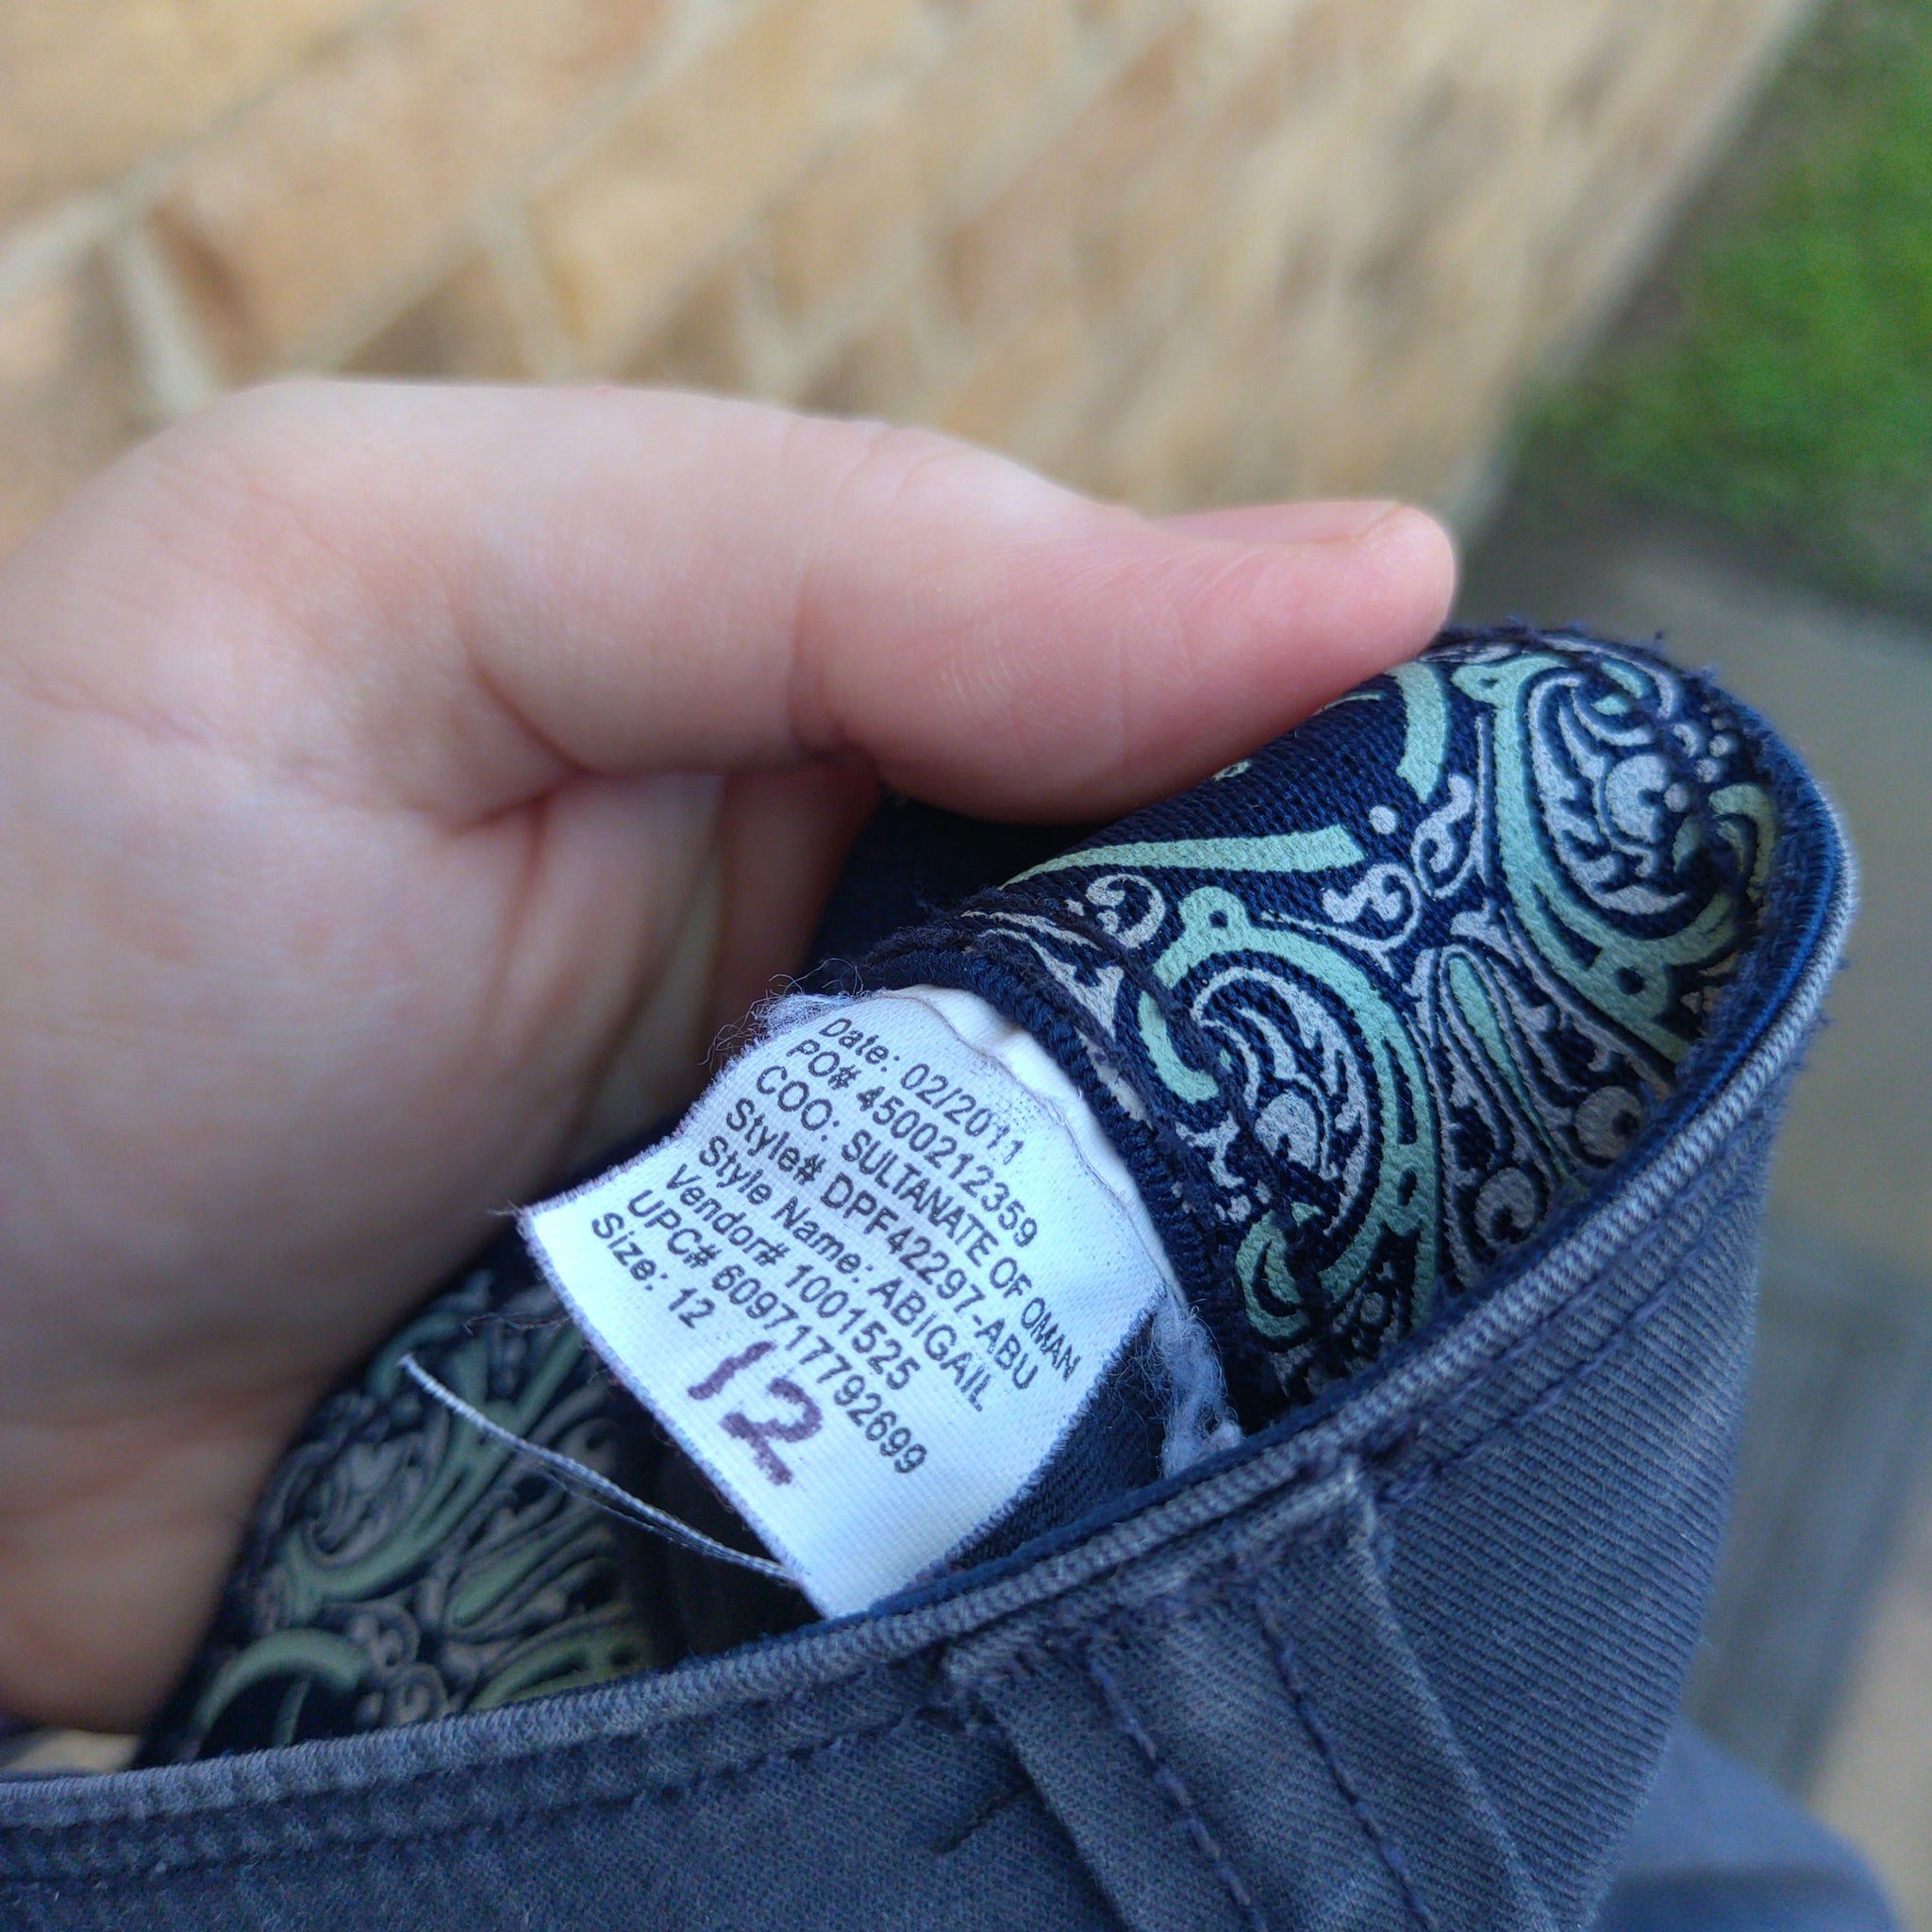 Date: 02/2011
PO# 4500212359
COO: SULTANATE OF OMAN
Style# DPF42297-ABU
Style Name: ABIGAIL
Vendor# 1001525
UPC# 609717792699
Size: 12
12